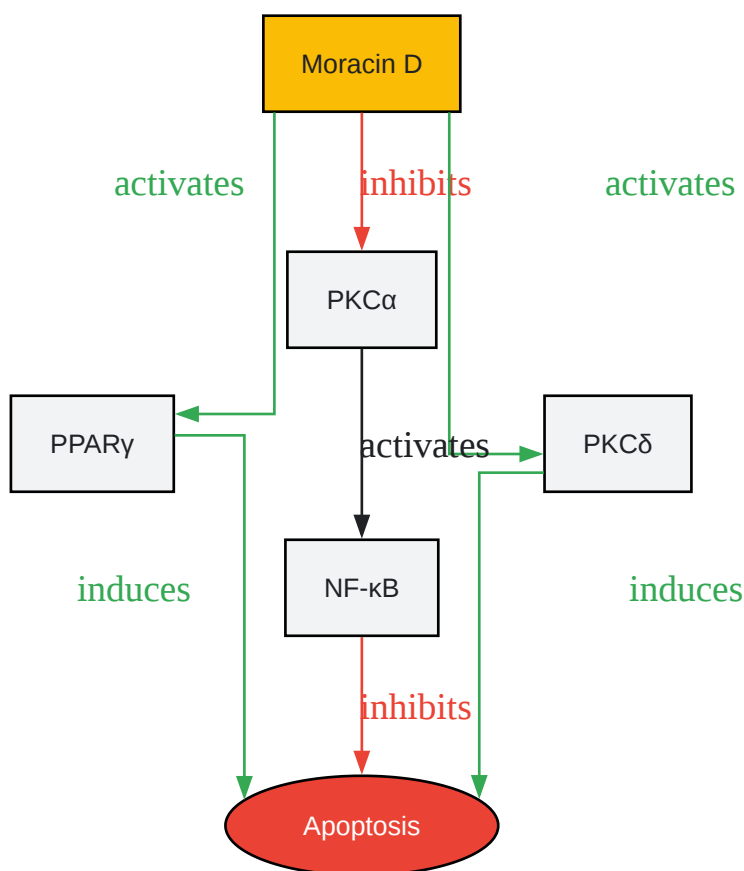 Moracin D
activates
inhibits
activates
PKCα
PPARγ
activates
PKCδ
NF-κB
induces
induces
inhibits
Apoptosis